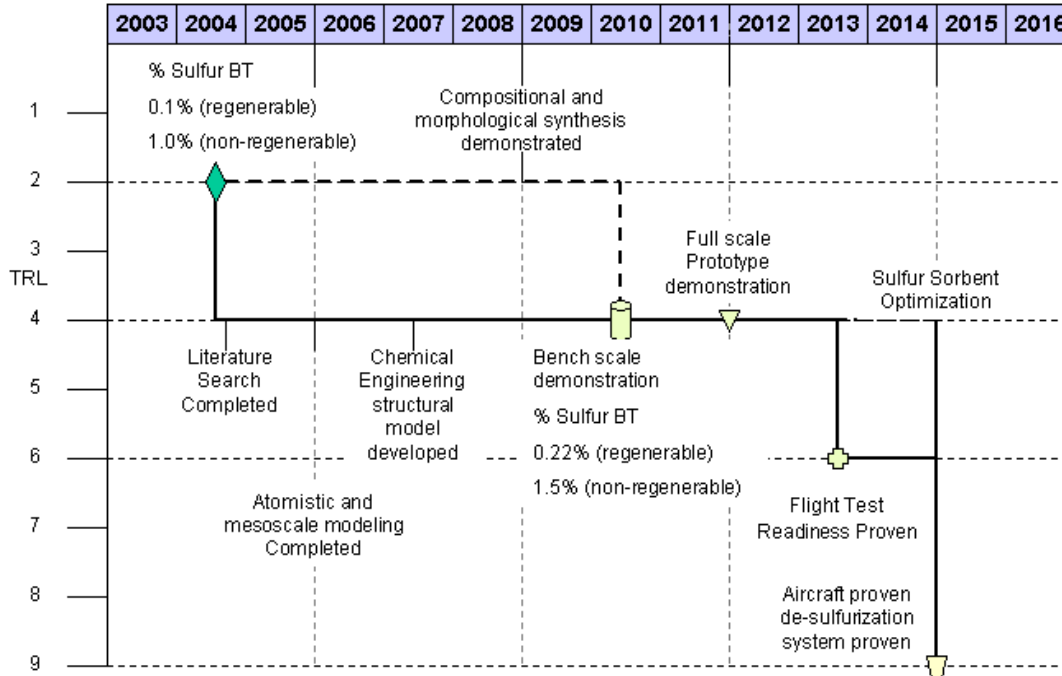 2003 2004 2005 2006 2007 2008 2009 2010 2011 2012 2013 2014 2015 2016
% Sulfur BT
0.1% (regenerable)
1.0% (non-regenerable)
Compositional and
morphological synthesis
demonstrated
1
2
3
TRL
4
5
6
7
8
9
Full scale
Prototype
demonstration
Sulfur Sorbent
Optimization
Literature
Search
Completed
Chemical
Engineering
structural
model
developed
Bench scale
demonstration
% Sulfur BT
0.22% (regenerable)
1.5% (non-regenerable)
Atomistic and
mesoscale modeling
Completed
Flight Test
Readiness Proven
Aircraft proven
de-sulfurization
system proven